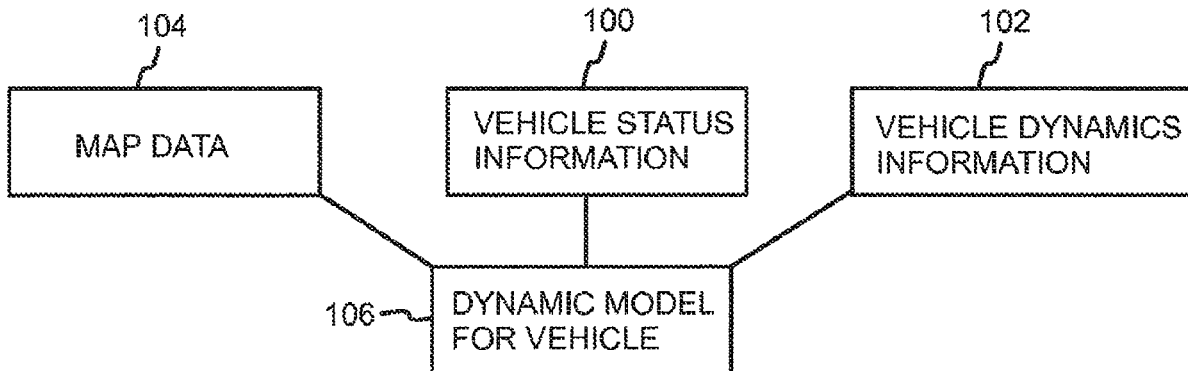 104
100
102
MAP DATA
VEHICLE STATUS
INFORMATION
VEHICLE DYNAMICS
INFORMATION
106
DYNAMIC MODEL
FOR VEHICLE